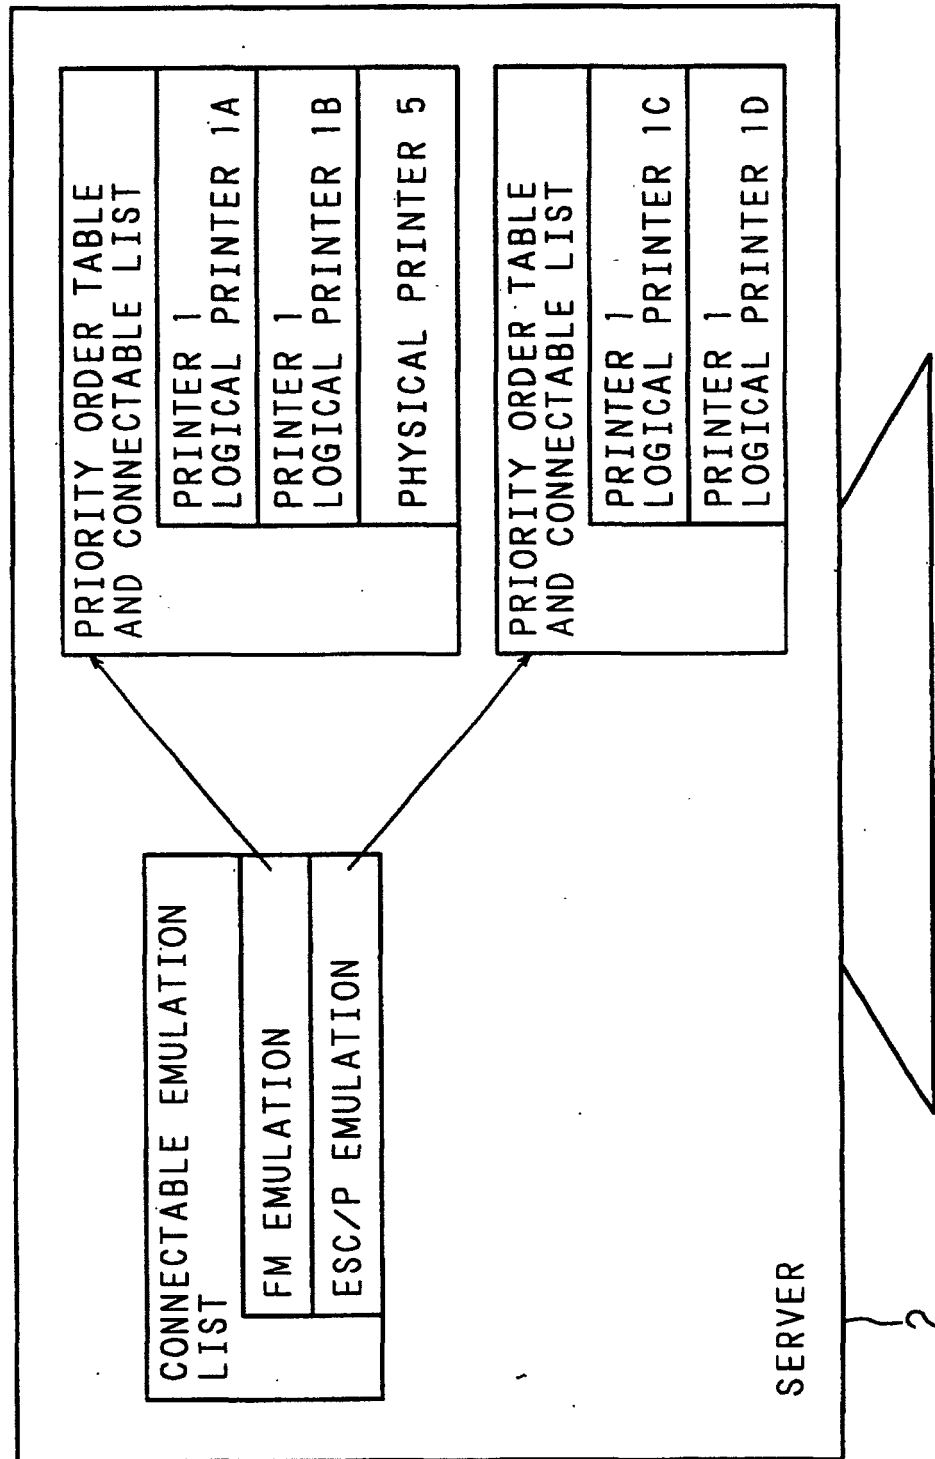 CONNECTABLE EMULATION
LIST
FM EMULATION
ESC/P EMULATION
PRIORITY ORDER TABLE
AND CONNECTABLE LIST
PRINTER 1
LOGICAL PRINTER 1A
PRINTER 1
LOGICAL PRINTER 1B
PHYSICAL PRINTER 5
PRIORITY ORDER TABLE
AND CONNECTABLE LIST
PRINTER 1
LOGICAL PRINTER 1C
PRINTER 1
LOGICAL PRINTER 1D
SERVER
2